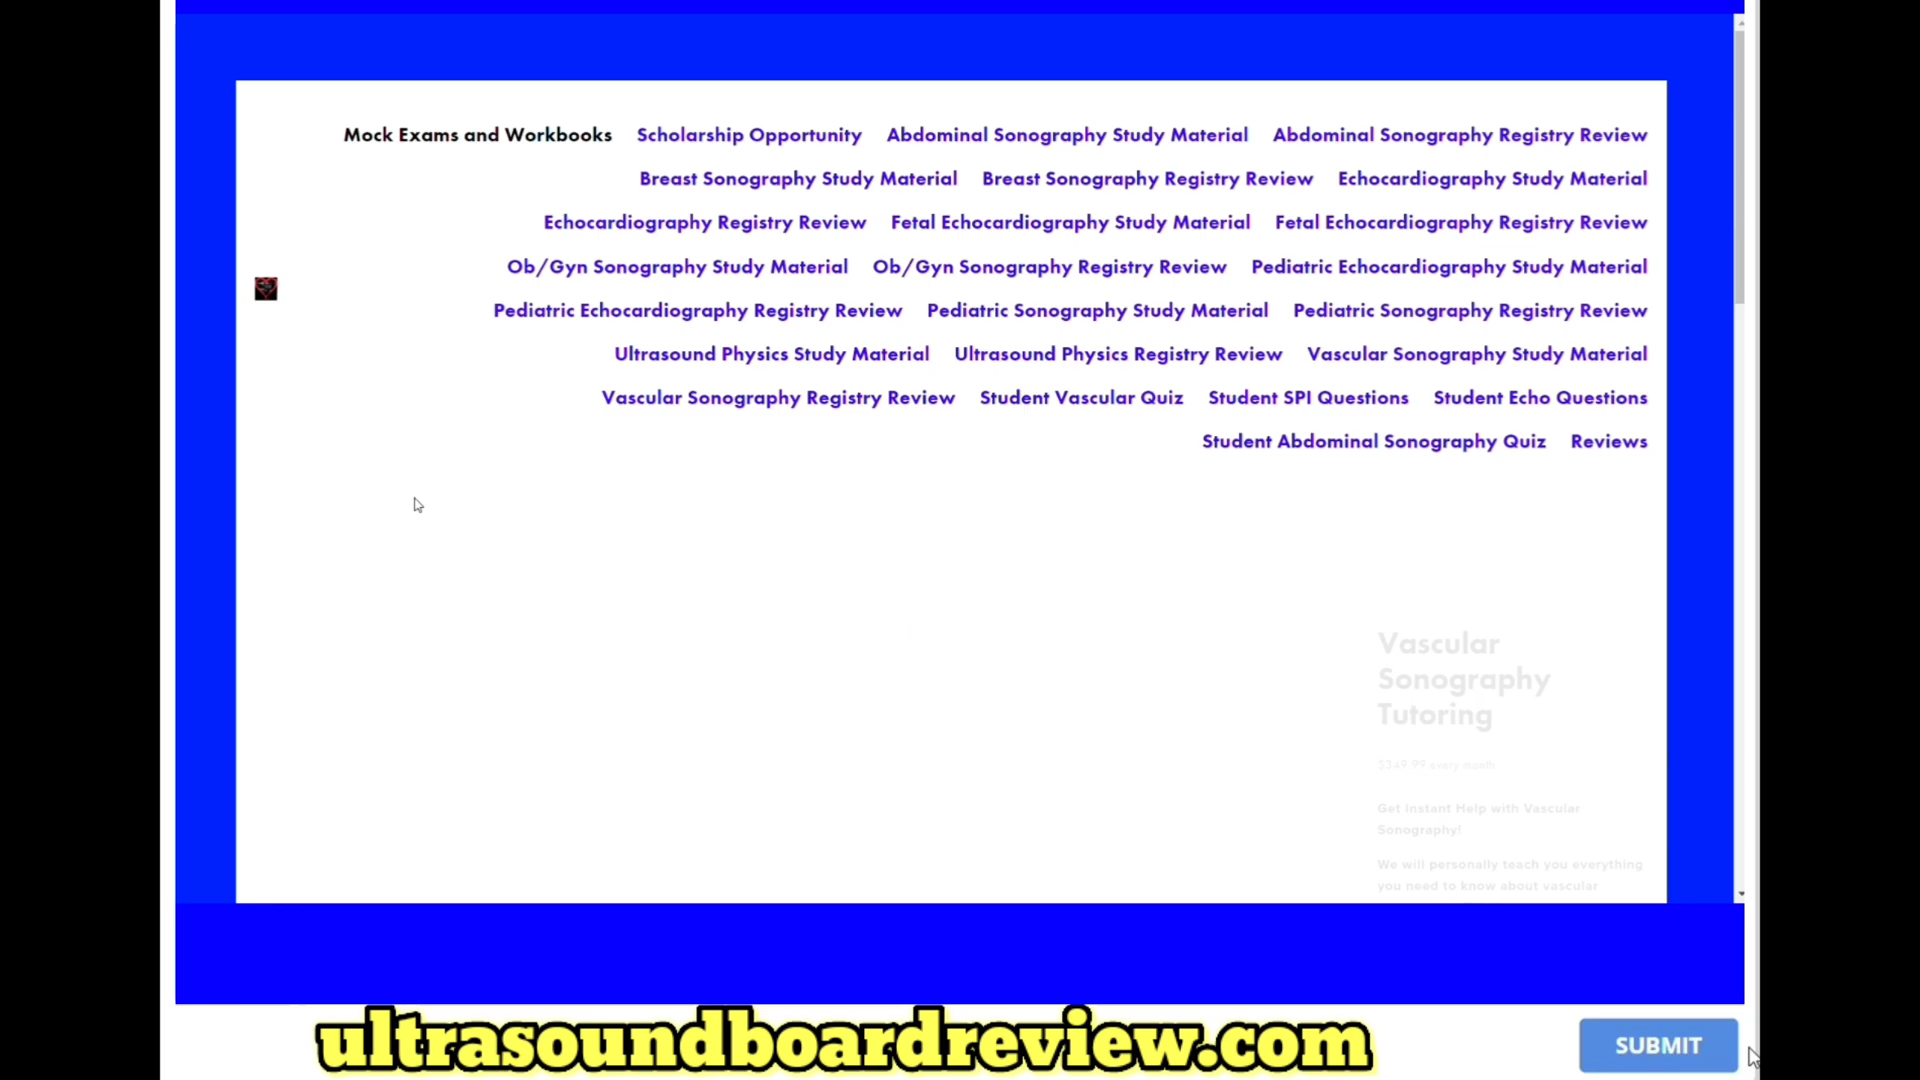 Mock Exams and Workbooks Scholarship Opportunity Abdominal Sonography Study Material Abdominal Sonography Registry Review
Breast Sonography Study Material Breast Sonography Registry Review Echocardiography Study Material
Echocardiography Registry Review Fetal Echocardiography Study Material Fetal Echocardiography Registry Review
Ob/Gyn Sonography Study Material Ob/Gyn Sonography Registry Review Pediatric Echocardiography Study Material
Pediatric Echocardiography Registry Review Pediatric Sonography Study Material Pediatric Sonography Registry Review
Ultrasound Physics Study Material Ultrasound Physics Registry Review Vascular Sonography Study Material
Vascular Sonography Registry Review Student Vascular Quiz Student SPI Questions Student Echo Questions
Student Abdominal Sonography Quiz Reviews
Vascular
Sonography
Tutoring
$349.99 every month
Get Instant Help with Vascular
Sonography!
We will personally teach you everything
you need to know about vascular
ultrasoundboardreview.com
SUBMIT